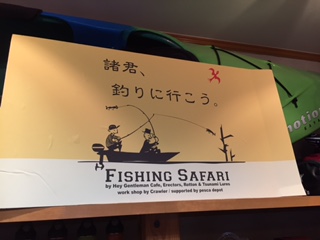 諸君、
釣りに行こう。
FISHING SAFARI
by Hey Gentleman Cafe, Erectors, Nutton & Tsunami Lures
work shop by Crawler / supported by pesca depot